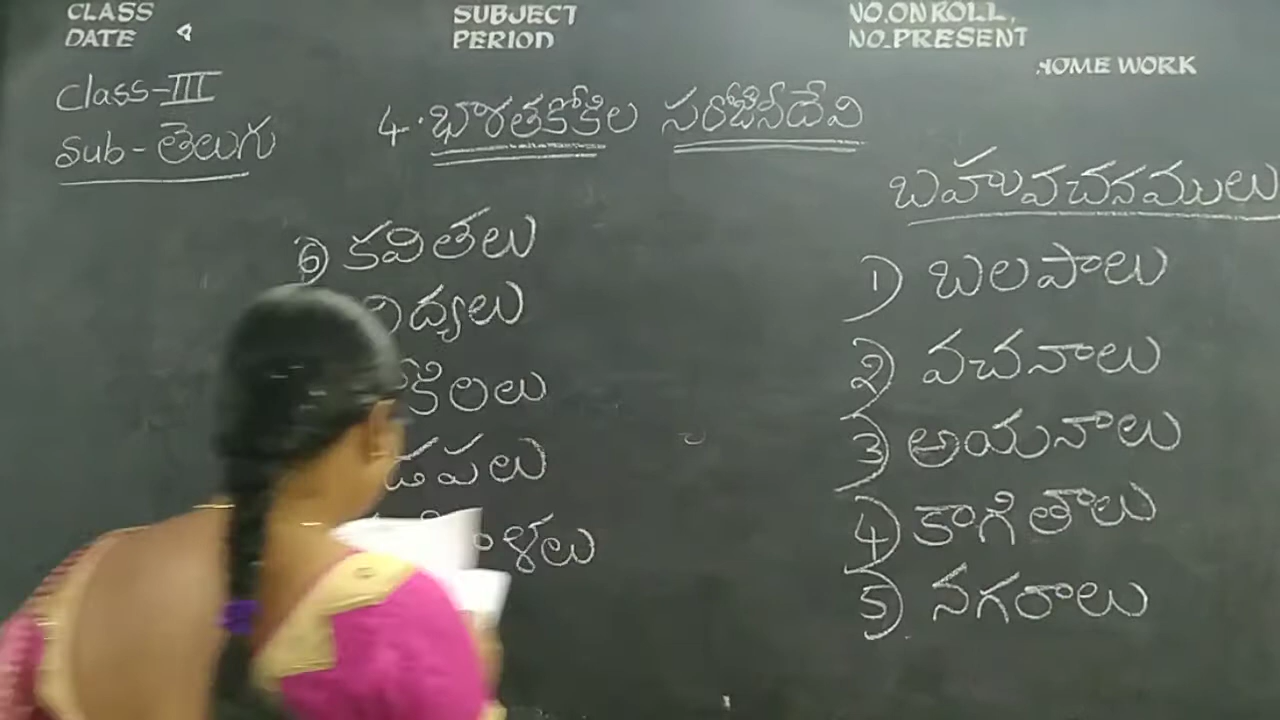 CLASS
DATE
SUBJECT
PERIOD
NO.ON ROLL,
NO.PRESENT
HOME WORK
Class-III
Sub-తెలుగు
4. భారతకోకిల సరోజినీదేవి
బహువచనములు
1) బలపాలు
2) వచనాలు
3) అయనాలు
4) కాగితాలు
5) నగరాలు
6) కవితలు